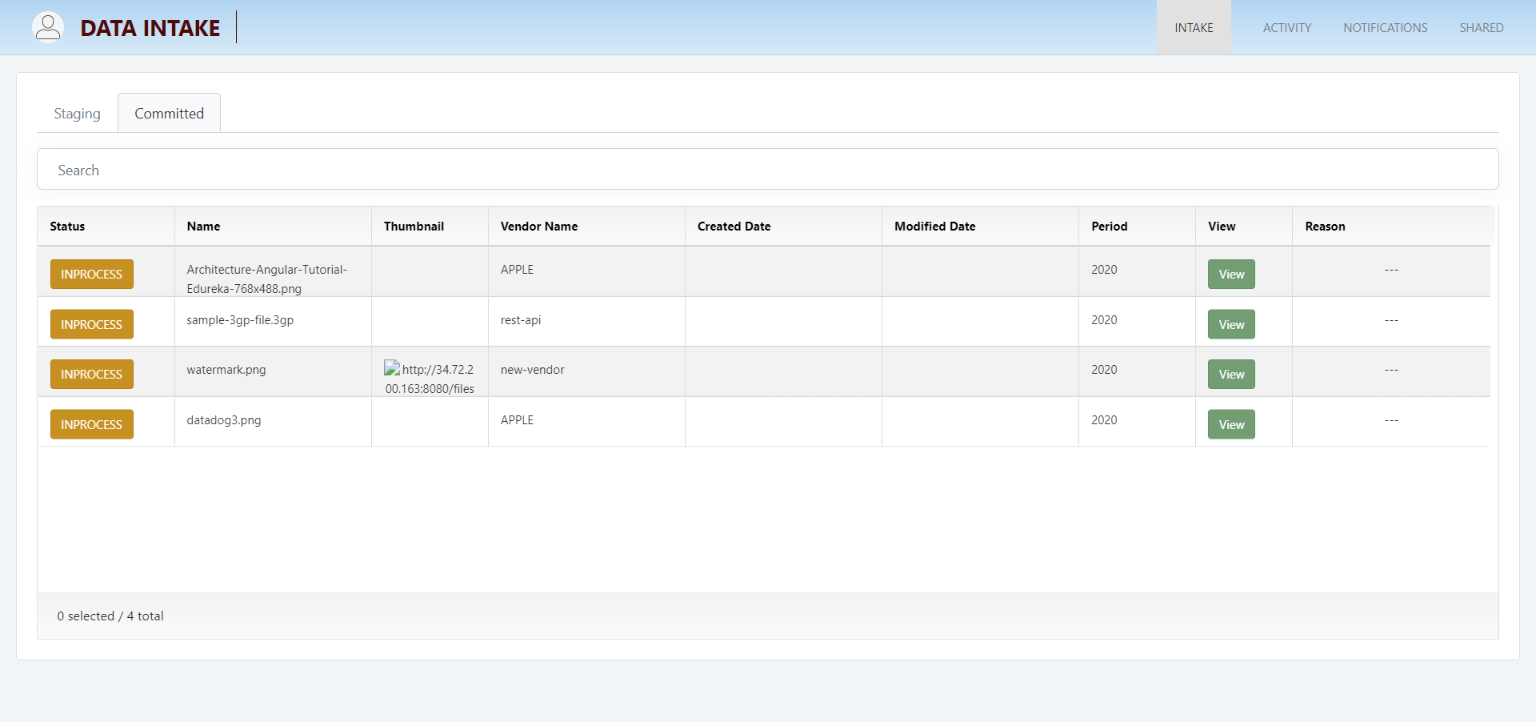 DATA INTAKE
INTAKE ACTIVITY NOTIFICATIONS SHARED
Staging Committed
Search
Status Name Thumbnail Vendor Name Created Date Modified Date Period View Reason
INPROCESS Architecture-Angular-Tutorial- APPLE 2020 View ---
Edureka-768x488.png
INPROCESS sample-3gp-file.3gp rest-api 2020 View ---
INPROCESS watermark.png http://34.72.2 new-vendor 2020 View ---
00.163:8080/files
INPROCESS datadog3.png APPLE 2020 View ---
0 selected / 4 total